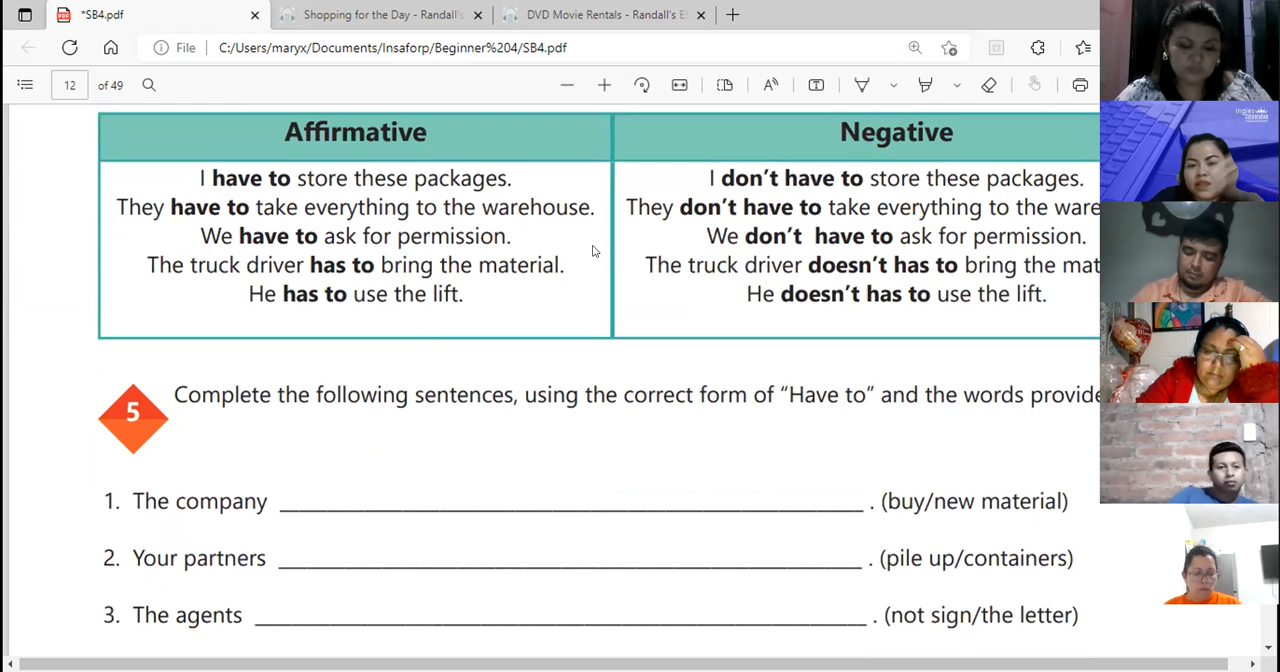 *SB4.pdf
Shopping for the Day - Randall's
DVD Movie Rentals - Randall's E
File
C:/Users/maryx/Documents/Insaforp/Beginner%204/SB4.pdf
12 of 49
Affirmative
I have to store these packages.
They have to take everything to the warehouse.
We have to ask for permission.
The truck driver has to bring the material.
He has to use the lift.
Negative
I don't have to store these packages.
They don't have to take everything to the ware
We don't have to ask for permission.
The truck driver doesn't has to bring the mat
He doesn't has to use the lift.
5
Complete the following sentences, using the correct form of "Have to" and the words provide
1. The company ______________________ . (buy/new material)
2. Your partners ______________________ . (pile up/containers)
3. The agents ______________________ . (not sign/the letter)